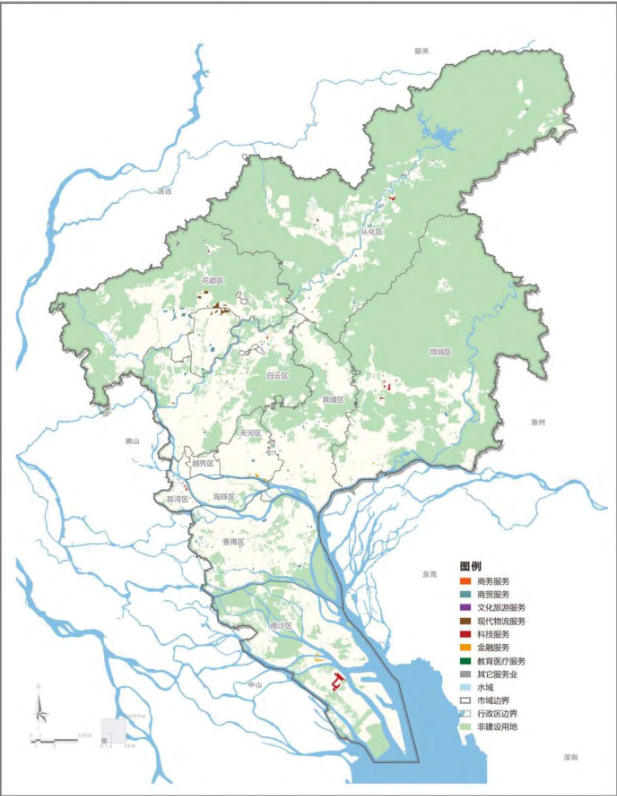 韶关
清远
从化区
花都区
增城区
白云区
黄埔区
惠州
天河区
佛山
越秀区
荔湾区
海珠区
番禺区
东莞
南沙区
中山
深圳
图例
商务服务
商贸服务
文化旅游服务
现代物流服务
科技服务
金融服务
教育医疗服务
其它服务业
水域
市域边界
行政区边界
非建设用地